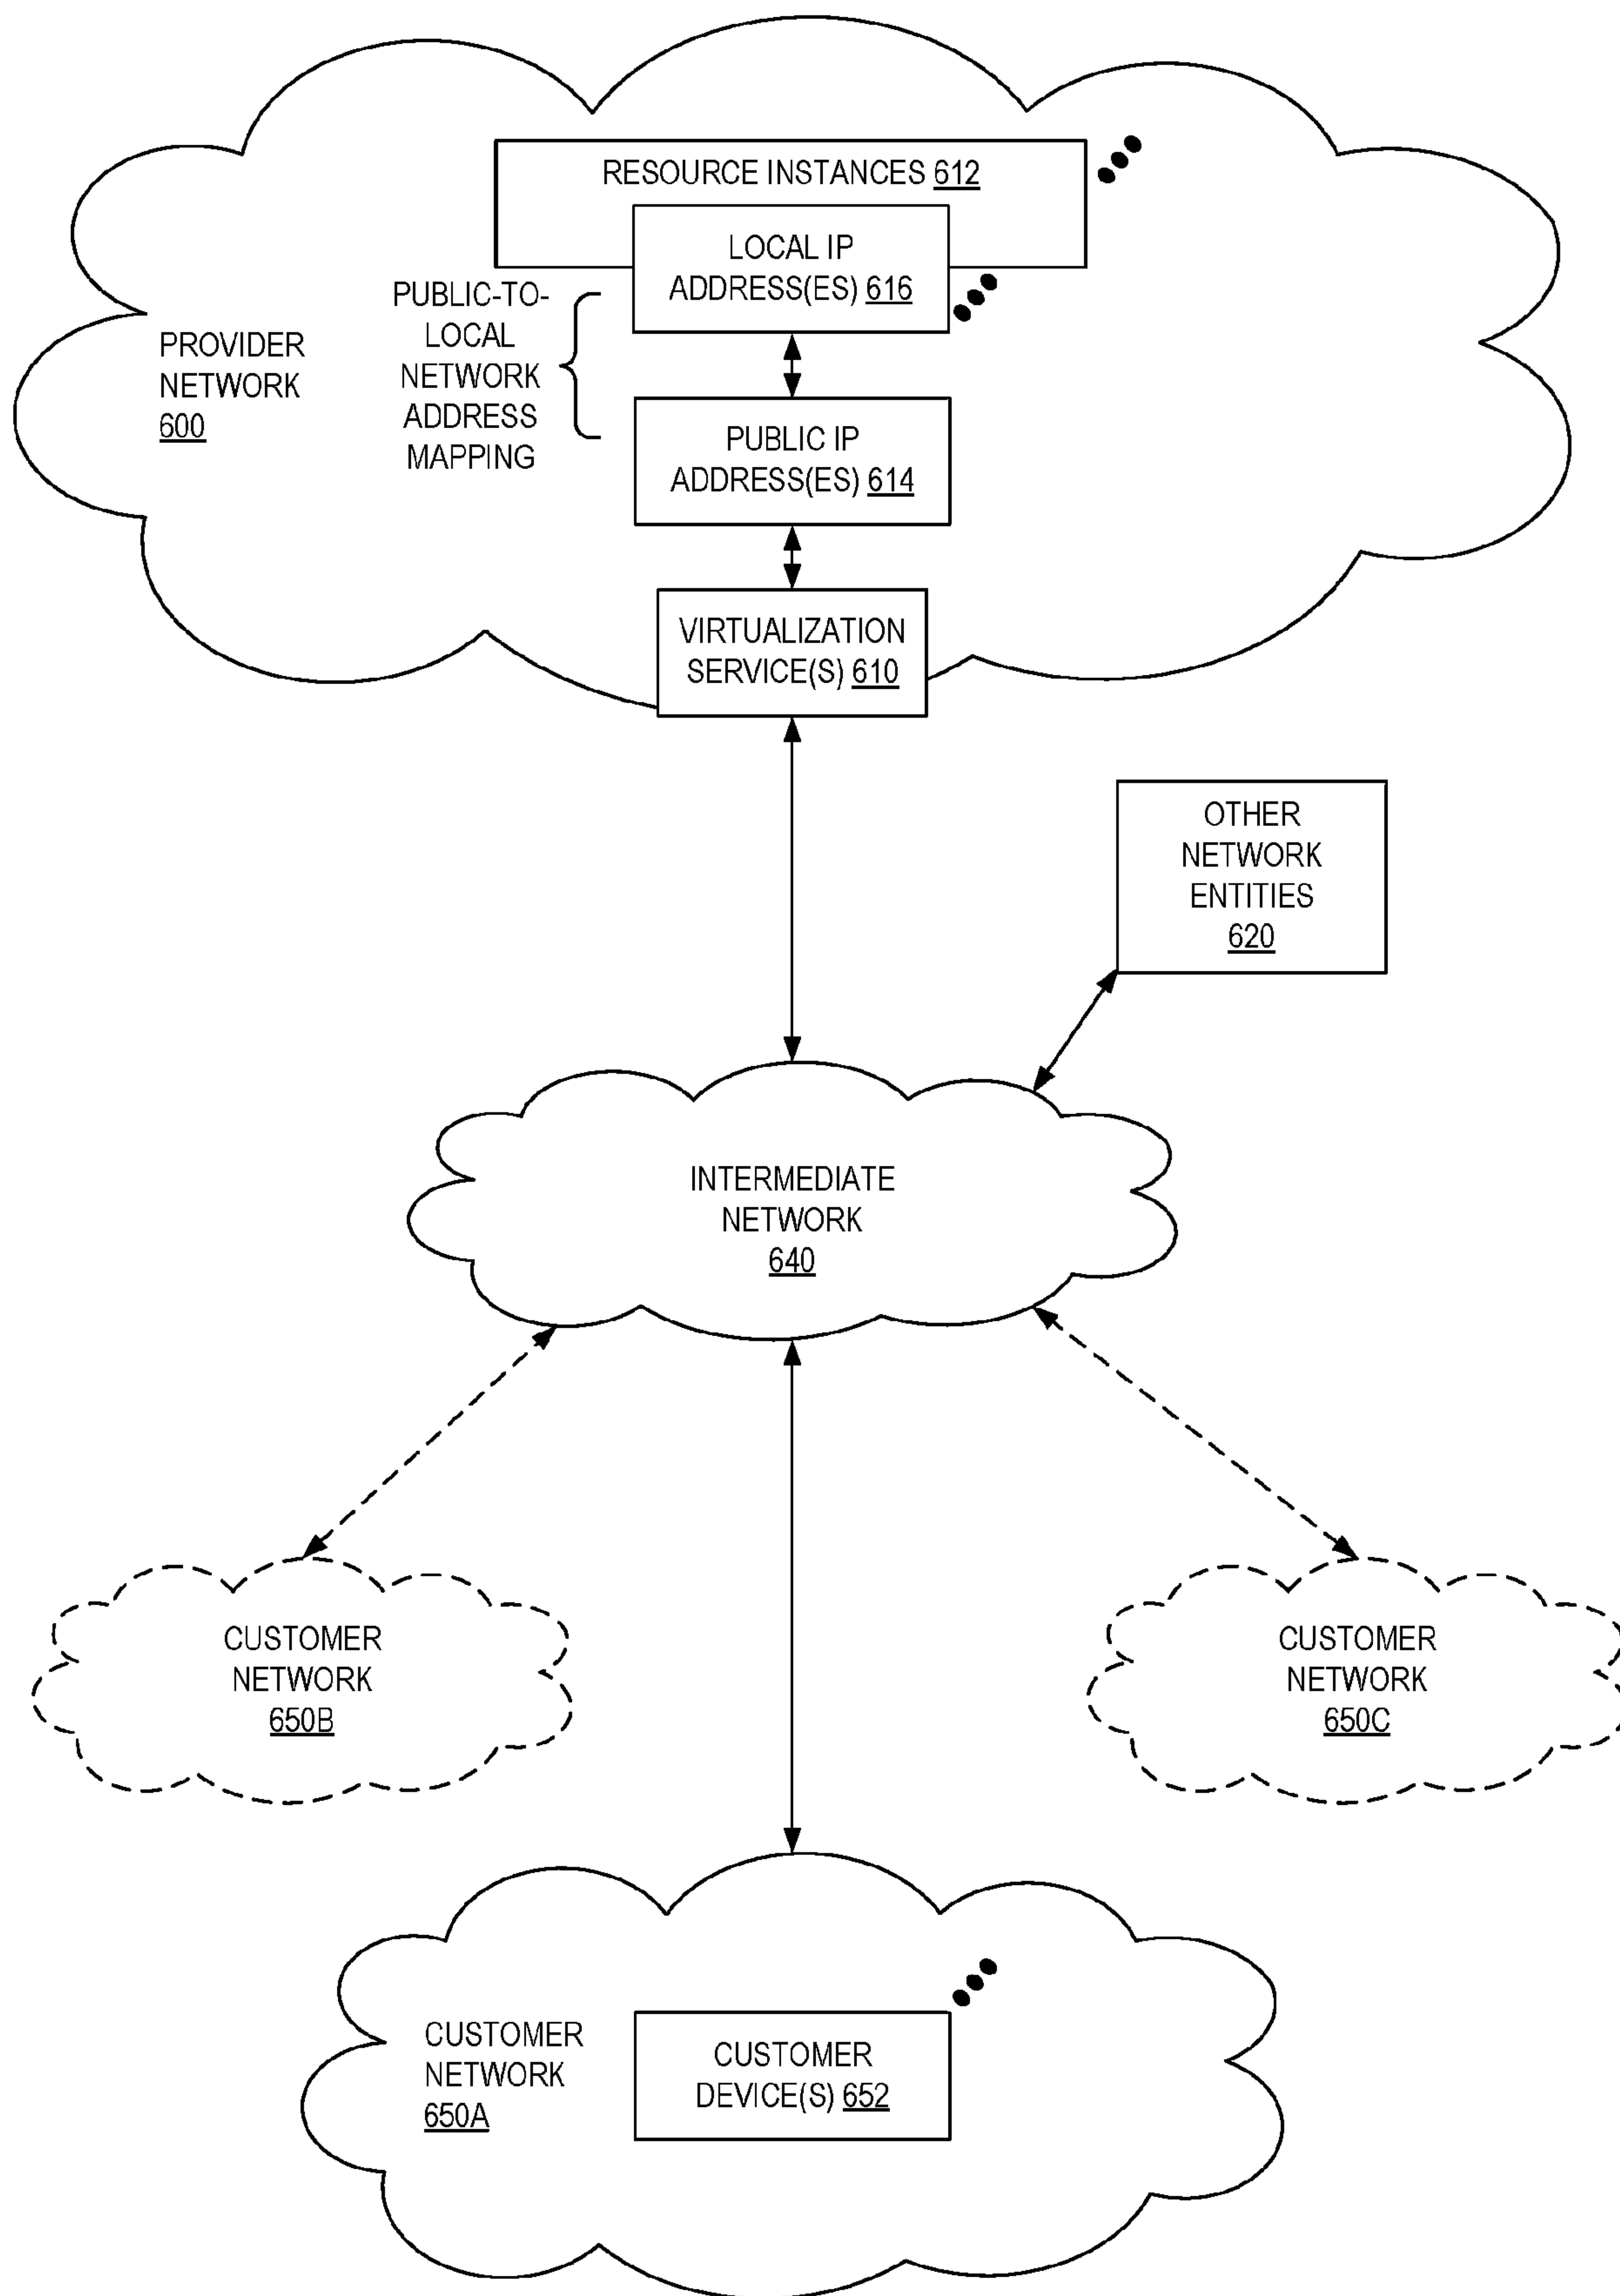 RESOURCE INSTANCES 612
LOCAL IP
ADDRESS(ES) 616
PUBLIC-TO-
LOCAL
NETWORK
ADDRESS
MAPPING
PROVIDER
NETWORK
600
PUBLIC IP
ADDRESS(ES) 614
VIRTUALIZATION
SERVICE(S) 610
OTHER
NETWORK
ENTITIES
620
INTERMEDIATE
NETWORK
640
CUSTOMER
NETWORK
650B
CUSTOMER
NETWORK
650C
CUSTOMER
NETWORK
650A
CUSTOMER
DEVICE(S) 652